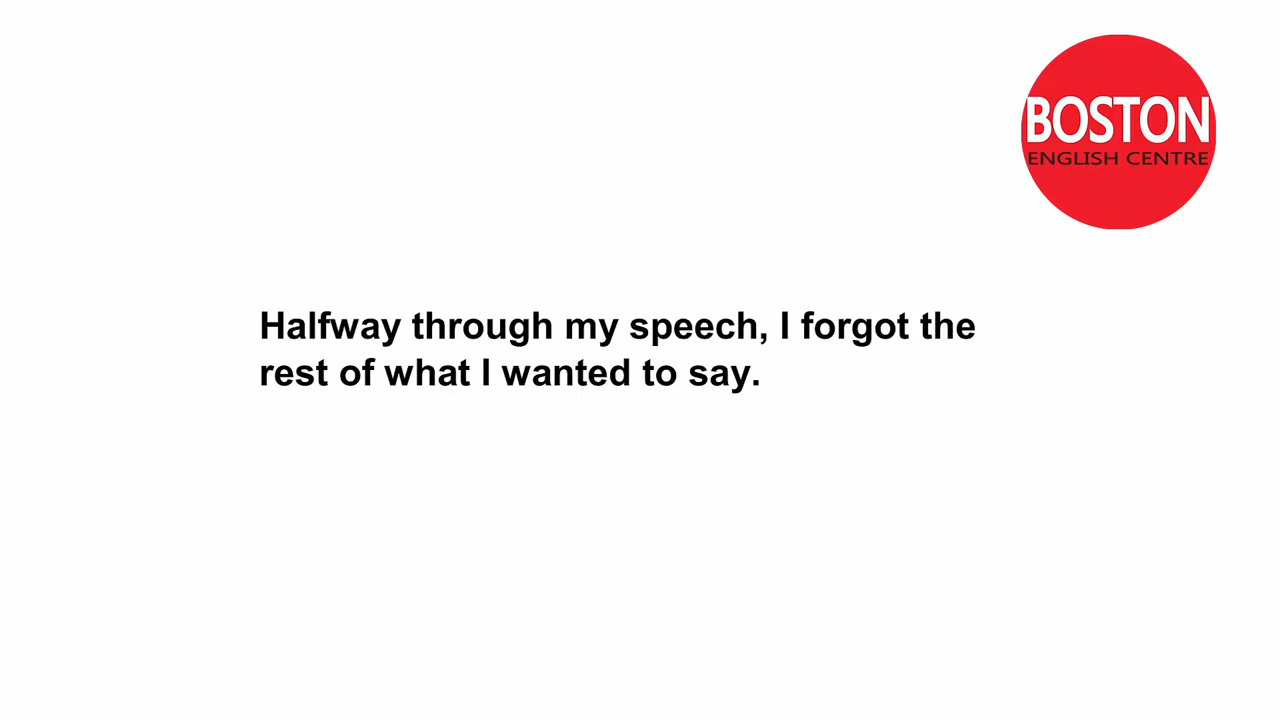 BOSTON
ENGLISH CENTRE
Halfway through my speech, I forgot the
rest of what I wanted to say.